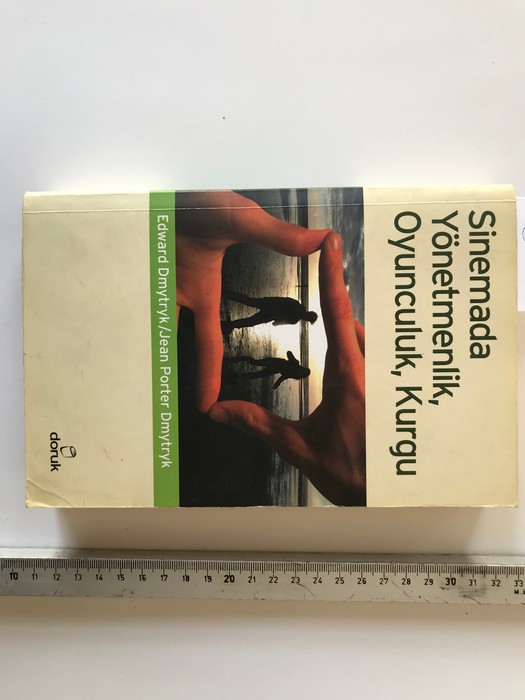 Sinemada
Yönetmenlik,
Oyunculuk, Kurgu
Edward Dmytryk/Jean Porter Dmytryk
doruk
10 11 12 13 14 15 16 17 18 19 20 21 22 23 24 25 26 27 28 29 30 31 32 33